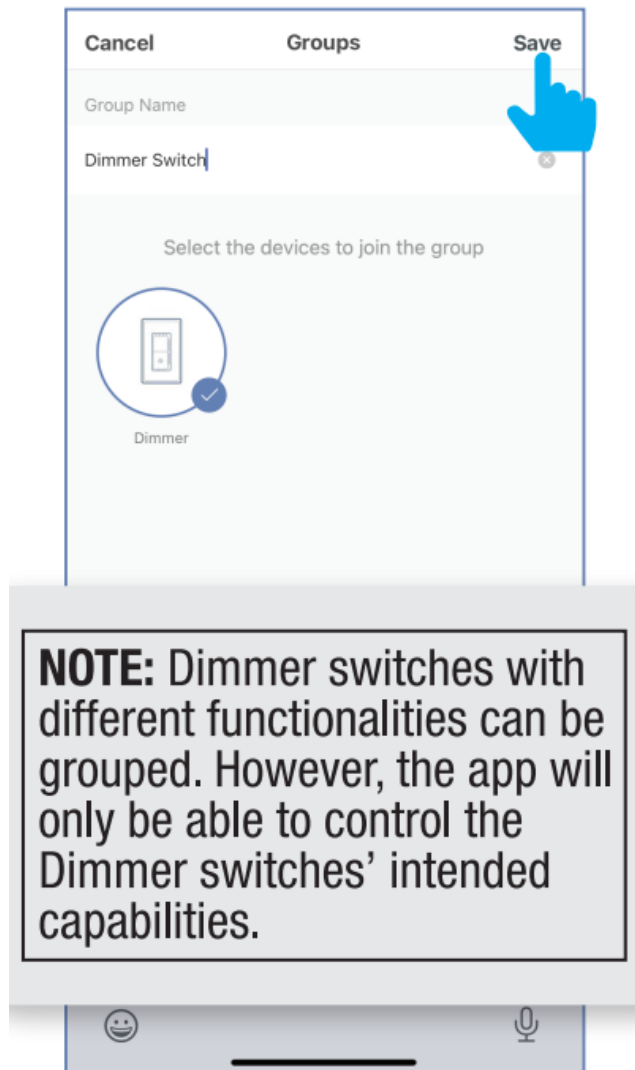 Cancel Groups Save
Group Name
Dimmer Switch
Select the devices to join the group
Dimmer
NOTE: Dimmer switches with
different functionalities can be
grouped. However, the app will
only be able to control the
Dimmer switches’ intended
capabilities.